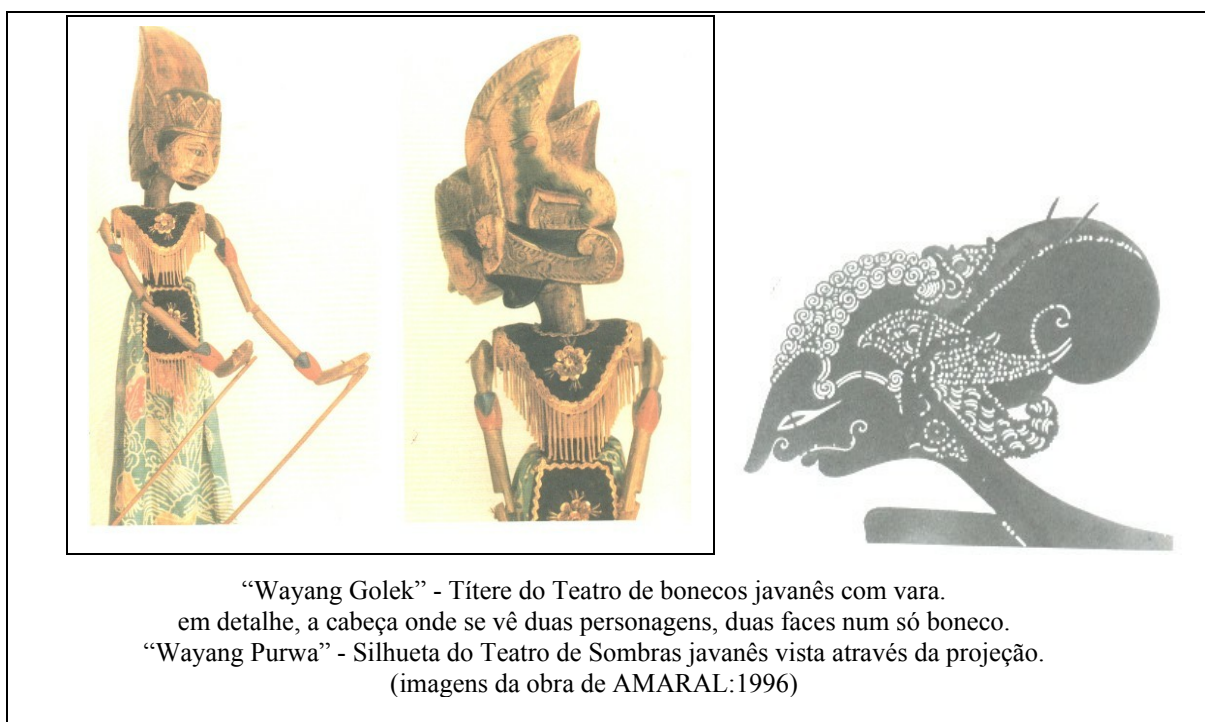 “Wayang Golek” - Títere do Teatro de bonecos javanês com vara.
em detalhe, a cabeça onde se vê duas personagens, duas faces num só boneco.
“Wayang Purwa” - Silhueta do Teatro de Sombras javanês vista através da projeção.
(imagens da obra de AMARAL:1996)